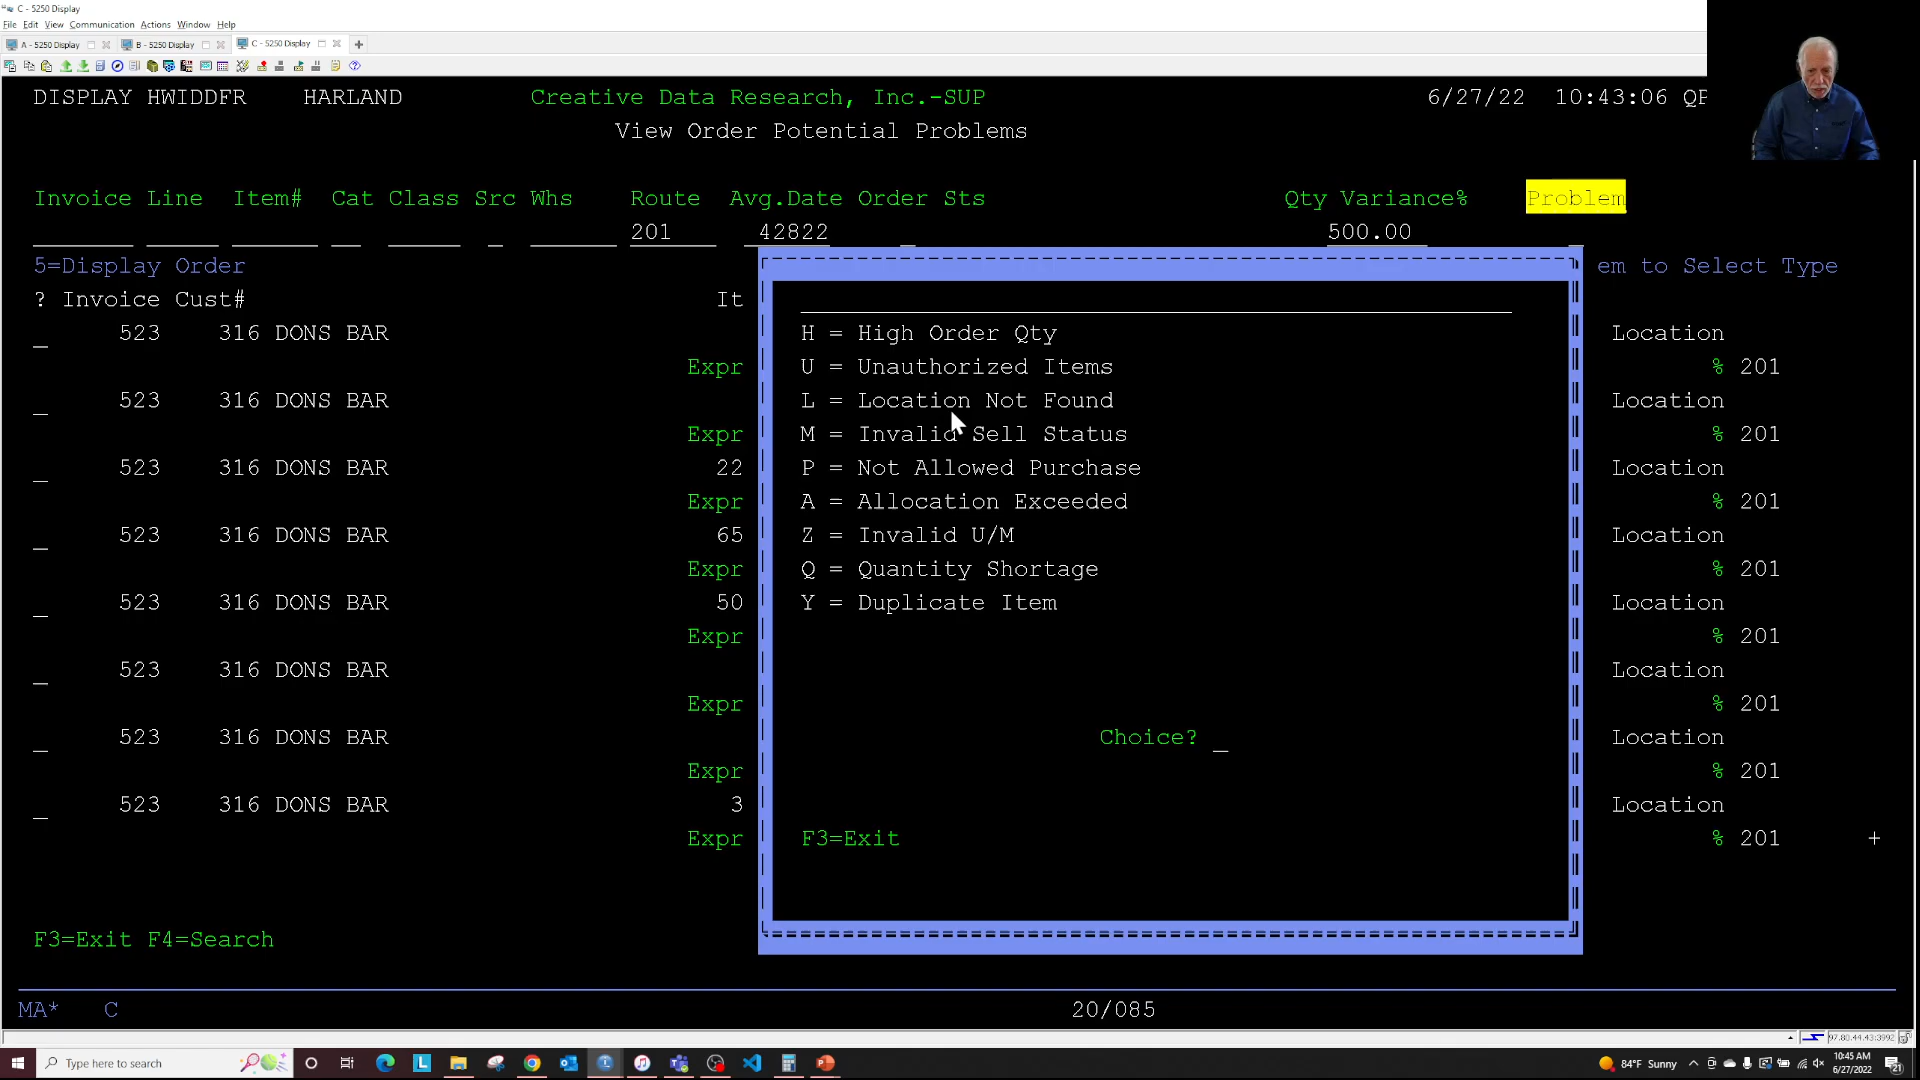 C - 5250 Display
File Edit View Communication Actions Window Help
A - 5250 Display B - 5250 Display C - 5250 Display
DISPLAY HWIDDFR HARLAND Creative Data Research, Inc.-SUP 6/27/22 10:43:06
View Order Potential Problems
Invoice Line Item# Cat Class Src Whs Route Avg.Date Order Sts Qty Variance% Problem
201 42822 500.00
5=Display Order em to Select Type
? Invoice Cust# It
523 316 DONS BAR H = High Order Qty Location
Expr U = Unauthorized Items % 201
523 316 DONS BAR L = Location Not Found Location
Expr M = Invalid Sell Status % 201
523 316 DONS BAR 22 P = Not Allowed Purchase Location
Expr A = Allocation Exceeded % 201
523 316 DONS BAR 65 Z = Invalid U/M Location
Expr Q = Quantity Shortage % 201
523 316 DONS BAR 50 Y = Duplicate Item Location
Expr % 201
523 316 DONS BAR Location
Expr % 201
523 316 DONS BAR Choice? _ Location
Expr % 201
523 316 DONS BAR 3 Location
Expr F3=Exit % 201 +
F3=Exit F4=Search
MA* C 20/085
97.80.44.43:3992
Type here to search 84°F Sunny 10:45 AM
6/27/2022 21